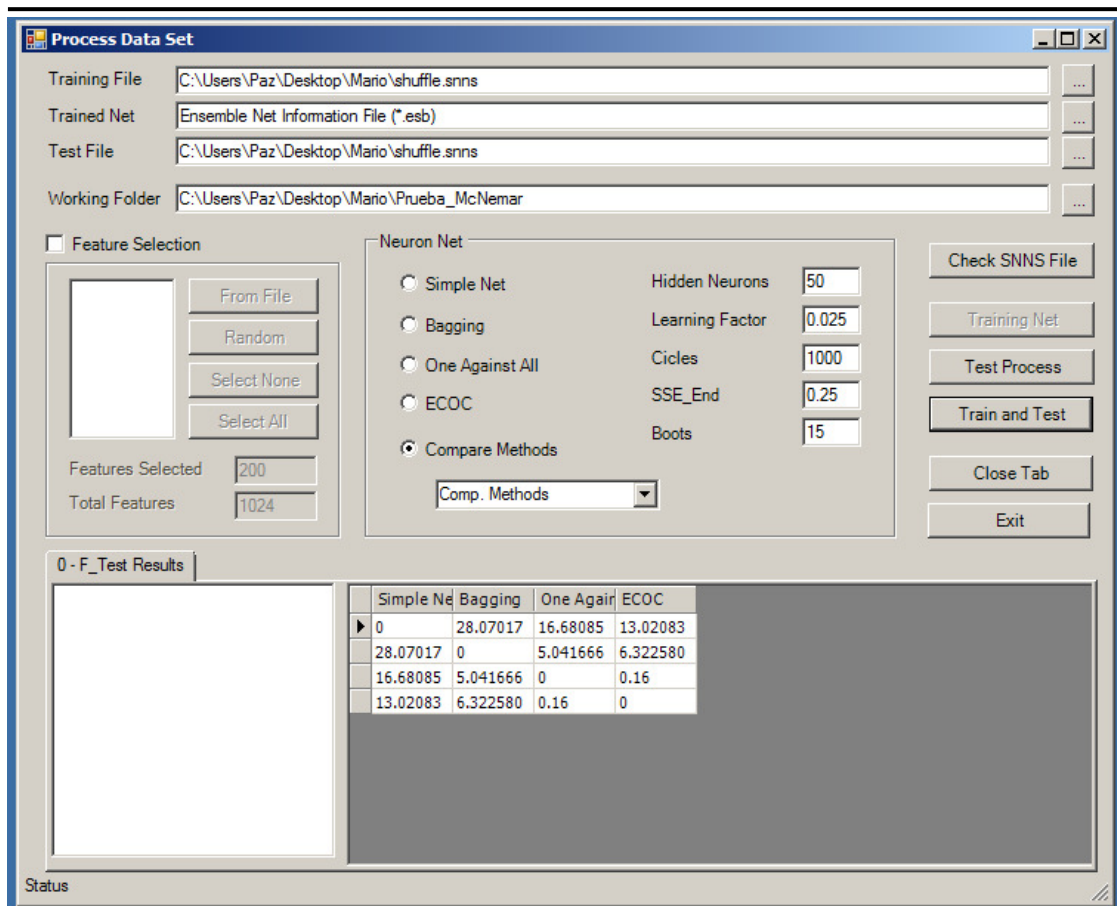 Process Data Set
Training File C:\Users\Paz\Desktop\Mario\shuffle.snns ...
Trained Net Ensemble Net Information File (*.esb) ...
Test File C:\Users\Paz\Desktop\Mario\shuffle.snns ...
Working Folder C:\Users\Paz\Desktop\Mario\Prueba_McNemar ...
Feature Selection
From File
Random
Select None
Select All
Features Selected 200
Total Features 1024
Neuron Net
Simple Net
Bagging
One Against All
ECOC
Compare Methods
Comp. Methods
Hidden Neurons 50
Learning Factor 0.025
Cicles 1000
SSE_End 0.25
Boots 15
Check SNNS File
Training Net
Test Process
Train and Test
Close Tab
Exit
0 - F_Test Results
Simple Ne Bagging One Again ECOC
0 28.07017 16.68085 13.02083
28.07017 0 5.041666 6.322580
16.68085 5.041666 0 0.16
13.02083 6.322580 0.16 0
Status